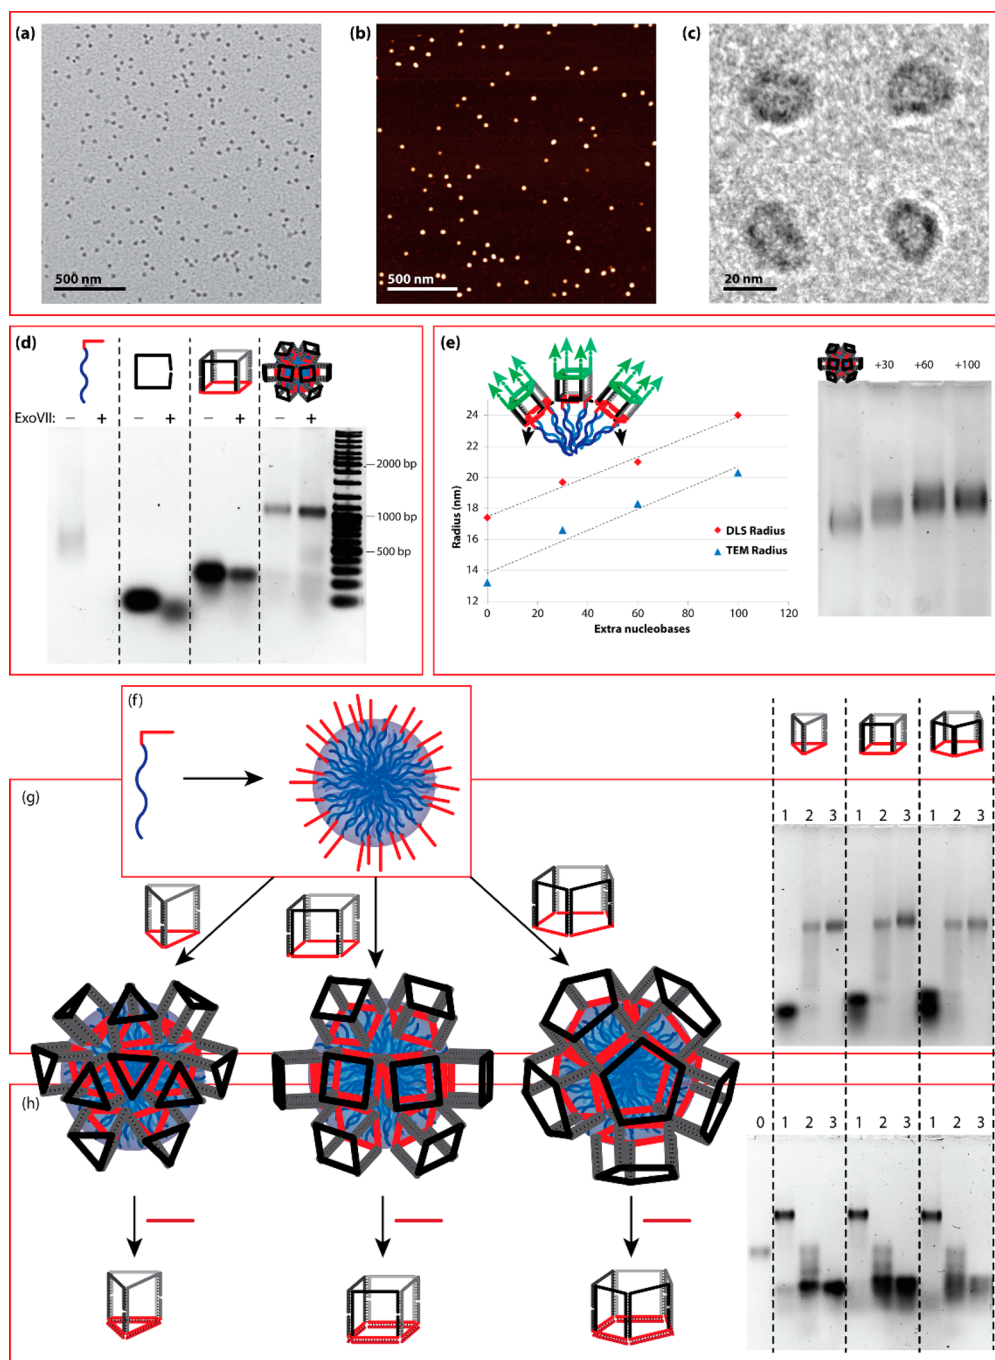 (a)
500 nm
(b)
500 nm
(c)
20 nm
(d)
ExoVII: – + – + – + – +
2000 bp
1000 bp
500 bp
(e)
24
22
20
18
16
14
12
0 20 40 60 80 100 120
Radius (nm)
Extra nucleobases
DLS Radius
TEM Radius
+30 +60 +100
(f)
(g)
1 2 3 1 2 3 1 2 3
(h)
0 1 2 3 1 2 3 1 2 3